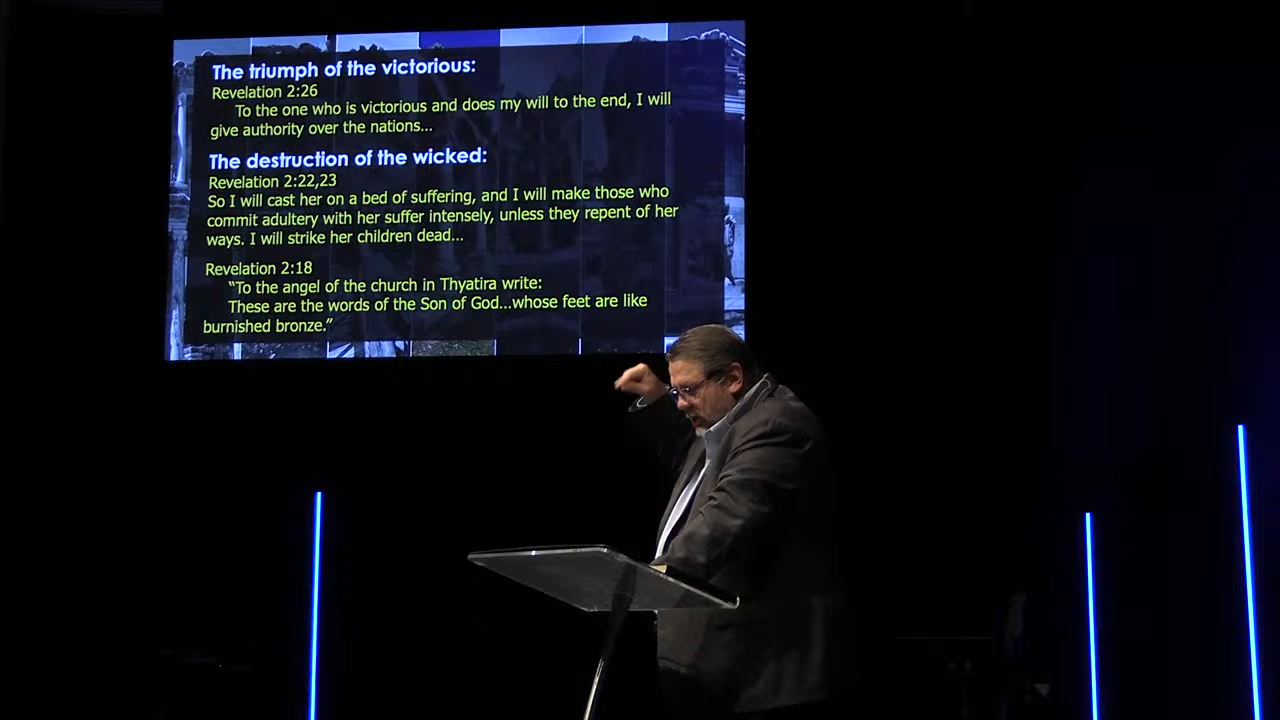 The triumph of the victorious:
Revelation 2:26
To the one who is victorious and does my will to the end, I will
give authority over the nations...
The destruction of the wicked:
Revelation 2:22,23
So I will cast her on a bed of suffering, and I will make those who
commit adultery with her suffer intensely, unless they repent of her
ways. I will strike her children dead...
Revelation 2:18
“To the angel of the church in Thyatira write:
These are the words of the Son of God...whose feet are like
burnished bronze.”